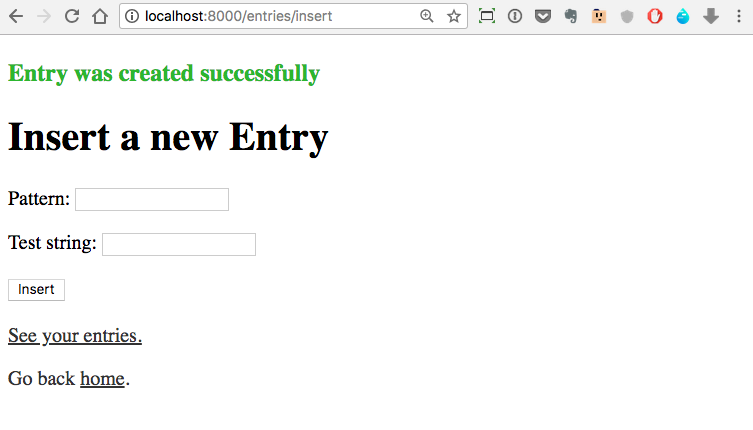 localhost:8000/entries/insert
Entry was created successfully
Insert a new Entry
Pattern:
Test string:
Insert
See your entries.
Go back home.